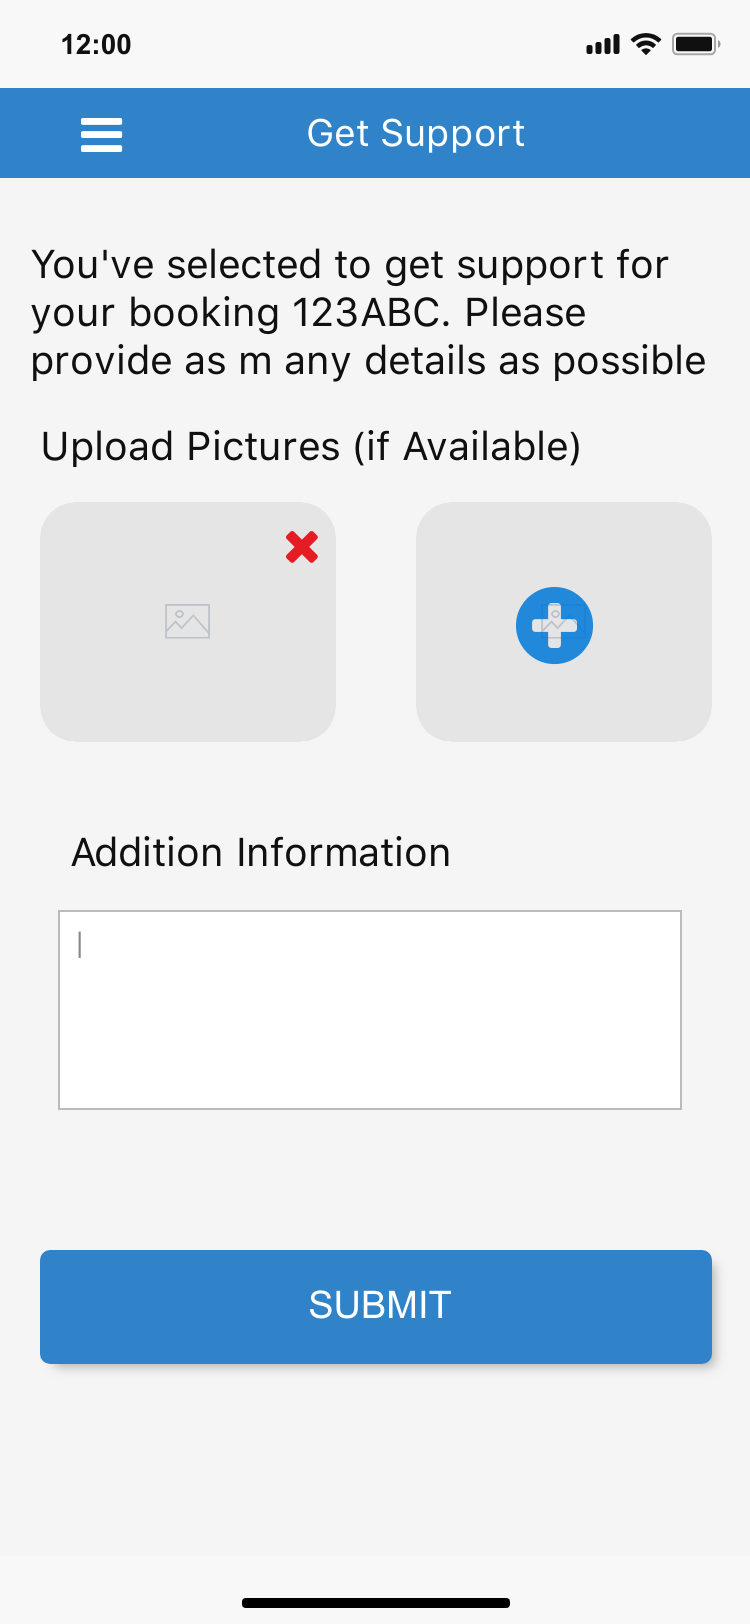 12:00
Get Support
You've selected to get support for
your booking 123ABC. Please
provide as m any details as possible
Upload Pictures (if Available)
Addition Information
SUBMIT